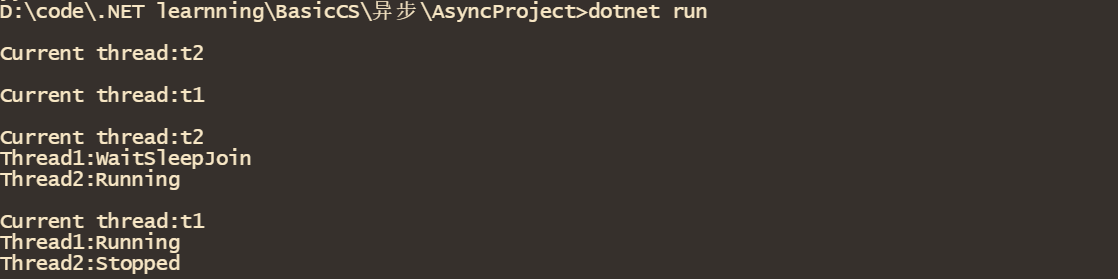 D:\code\.NET learnning\BasicCS\异步\AsyncProject>dotnet run
Current thread:t2
Current thread:t1
Current thread:t2
Thread1:WaitSleepJoin
Thread2:Running
Current thread:t1
Thread1:Running
Thread2:Stopped